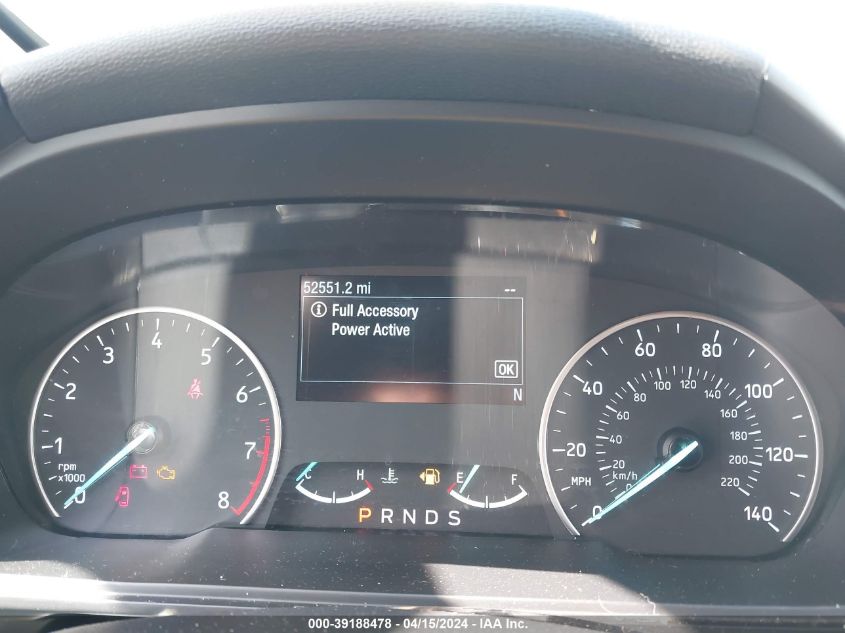 52551.2 mi --
i Full Accessory
Power Active
OK
N
0 1 2 3 4 5 6 7 8
rpm
x1000
C H
E F
P R N D S
0 20 40 60 80 100 120 140
MPH
0 20 40 60 80 100 120 140 160 180 200 220
km/h
000-39188478 - 04/15/2024 - IAA Inc.